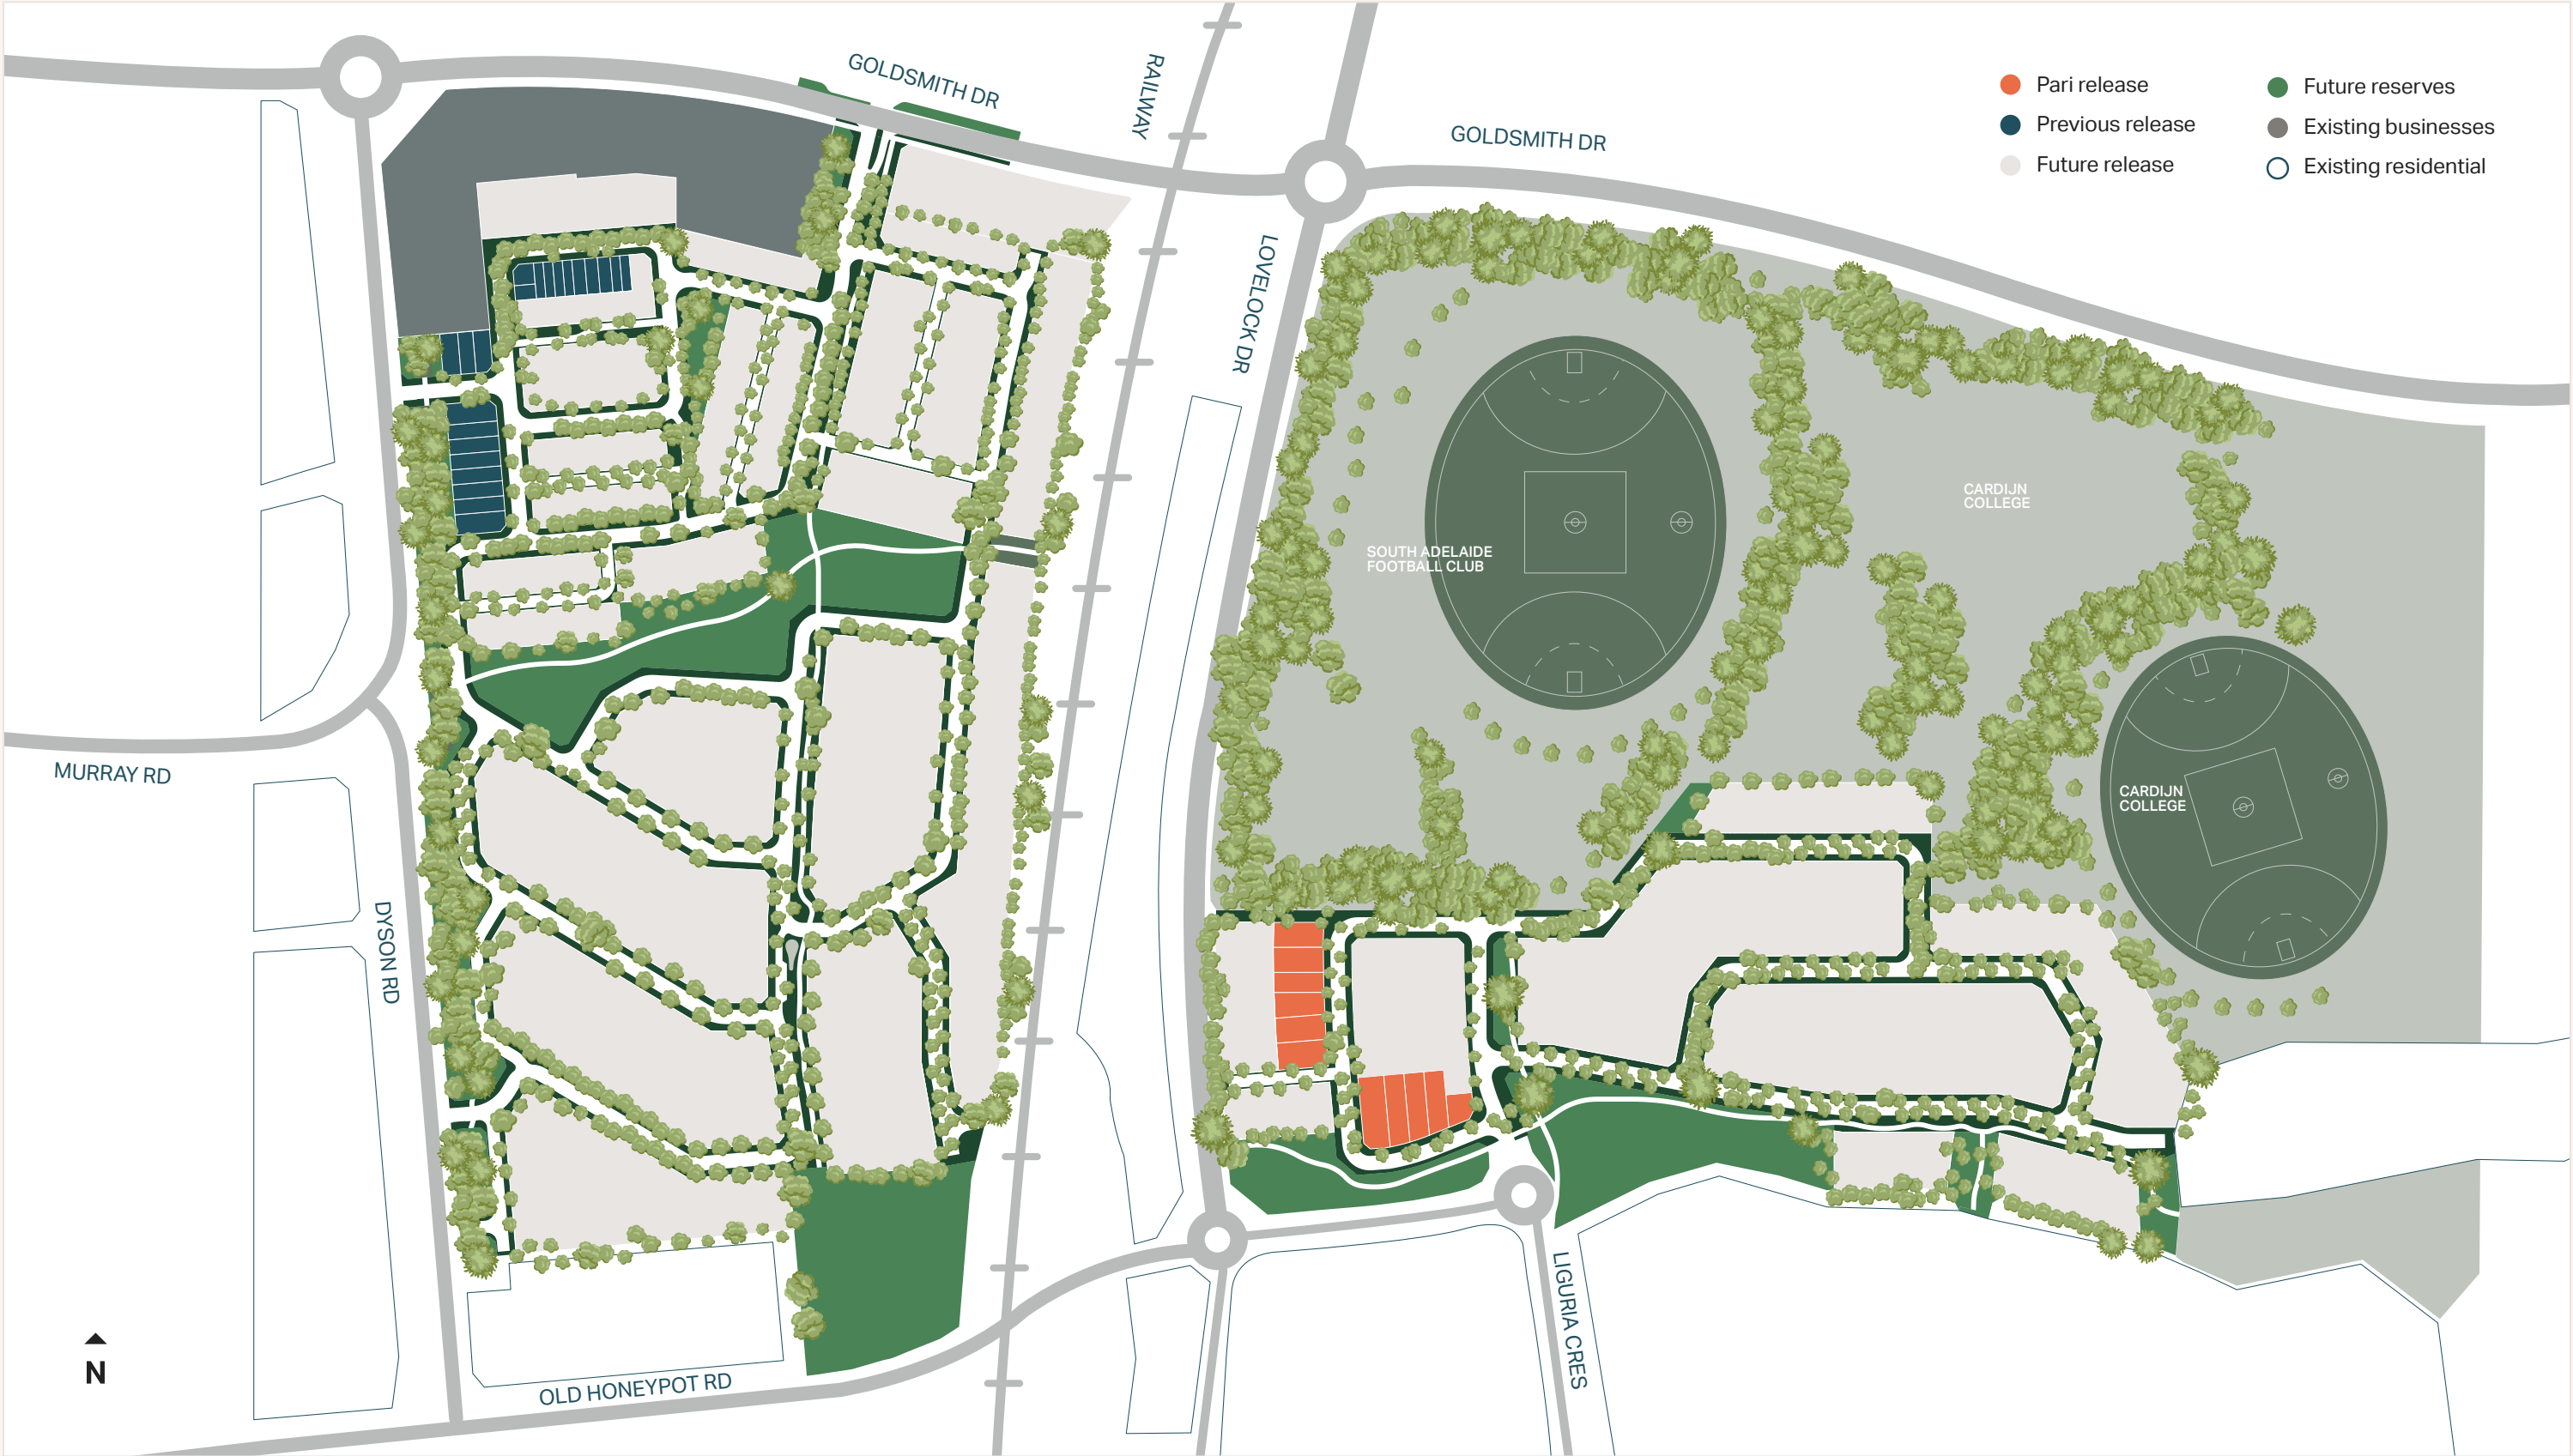 GOLDSMITH DR
RAILWAY
GOLDSMITH DR
Pari release
Previous release
Future release
Future reserves
Existing businesses
Existing residential
LOVELOCK DR
CARDIJN
COLLEGE
SOUTH ADELAIDE
FOOTBALL CLUB
MURRAY RD
CARDIJN
COLLEGE
DYSON RD
LIGURIA CRES
N
OLD HONEYPOT RD